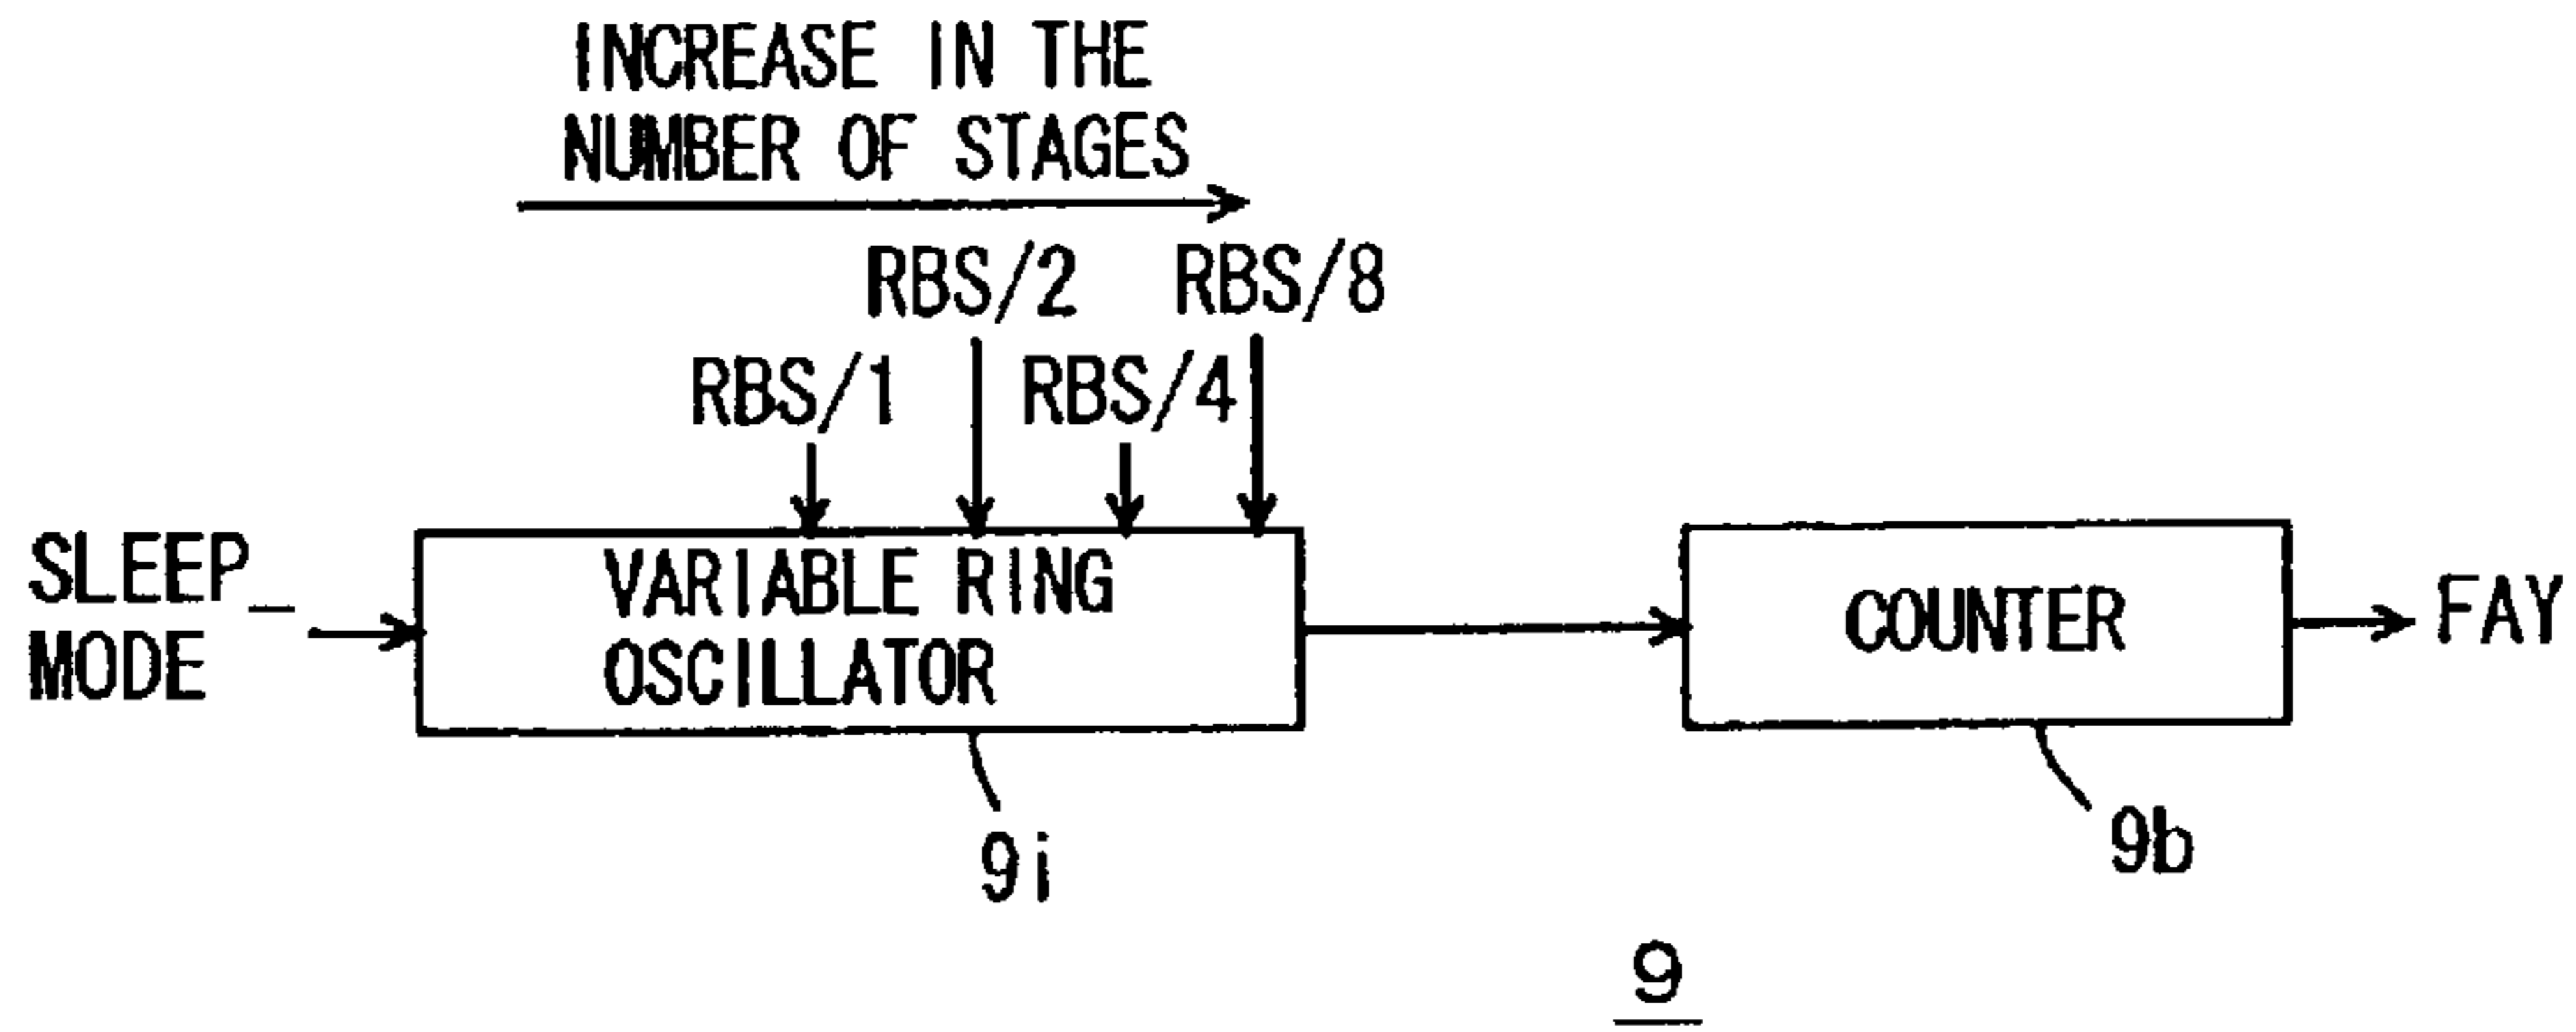 INCREASE IN THE
NUMBER OF STAGES
RBS/2 RBS/8
RBS/1 RBS/4
SLEEP_
MODE
VARIABLE RING
OSCILLATOR
COUNTER
FAY
9i
9b
9